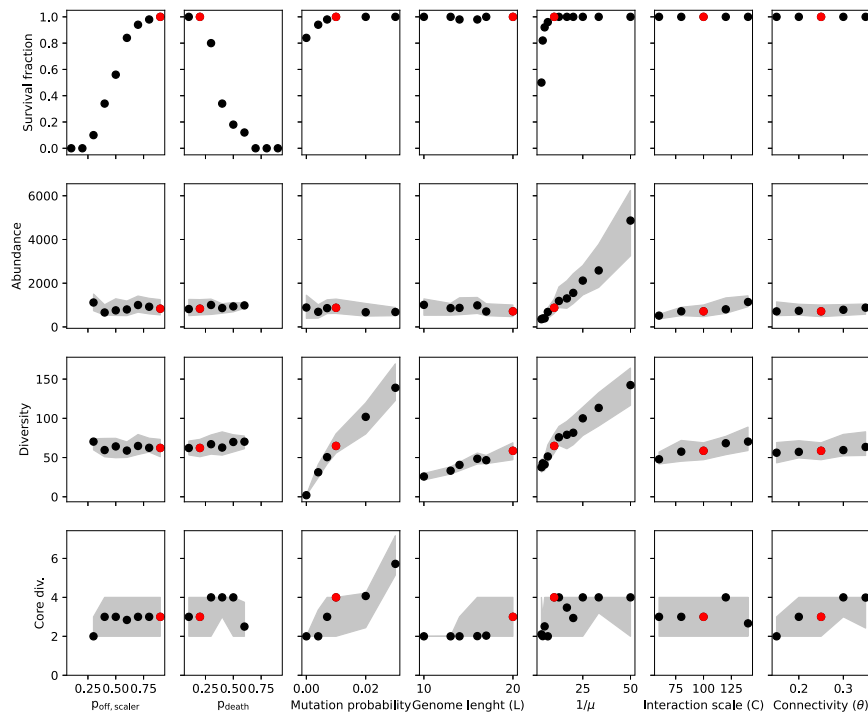 1.0
0.8
0.6
0.4
0.2
0.0
Survival fraction
6000
4000
2000
0
Abundance
150
100
50
0
Diversity
6
4
2
0
Core div.
0.25 0.50 0.75
0.25 0.50 0.75
0.00 0.02
10 20
25 50
75 100 125
0.2 0.3
p_off, scaler
p_death
Mutation probability
Genome lenght (L)
1/μ
Interaction scale (C)
Connectivity (θ)